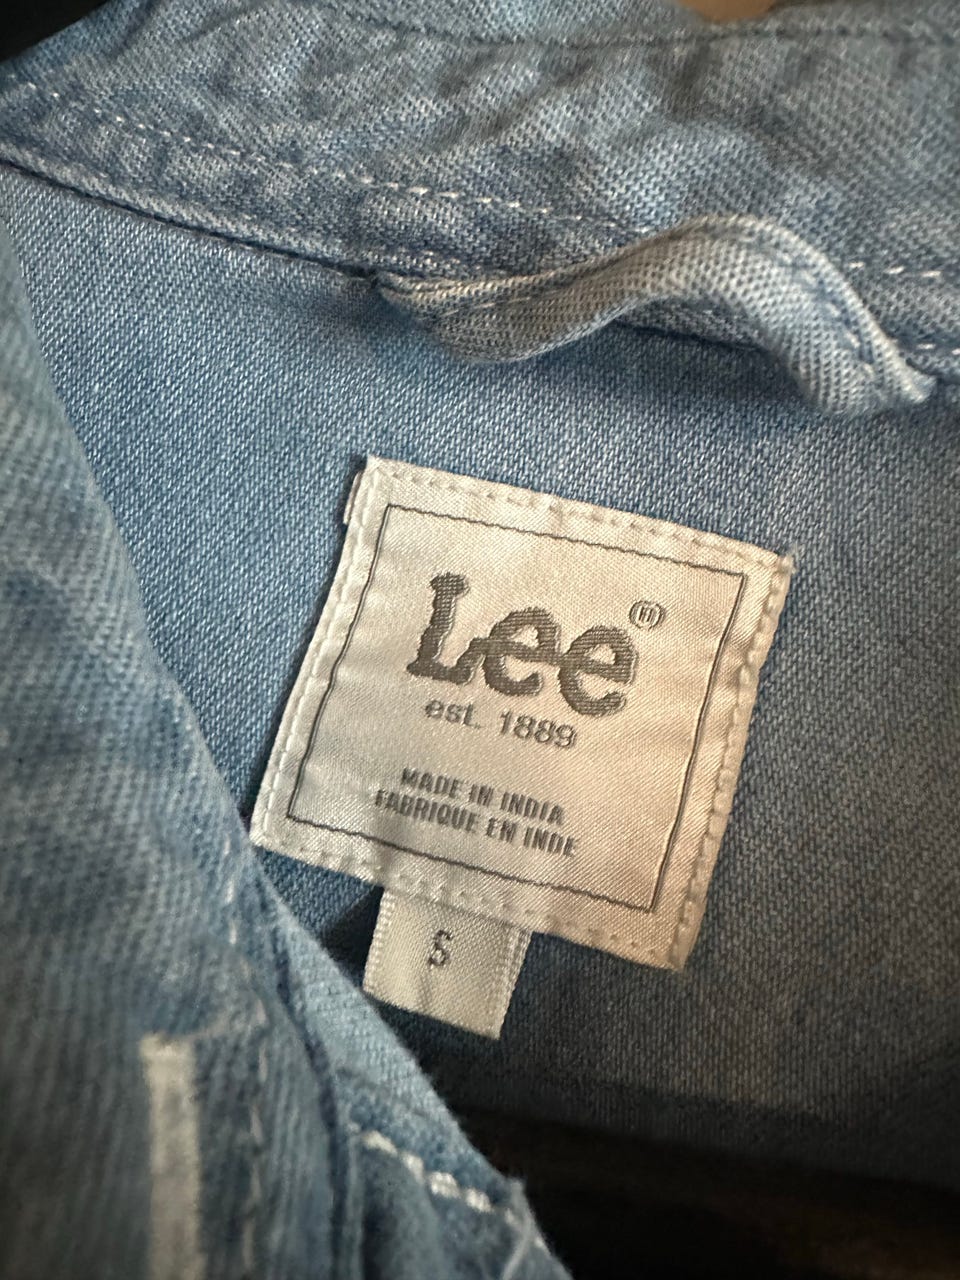 Lee®
est. 1889
MADE IN INDIA
FABRIQUE EN INDE
S